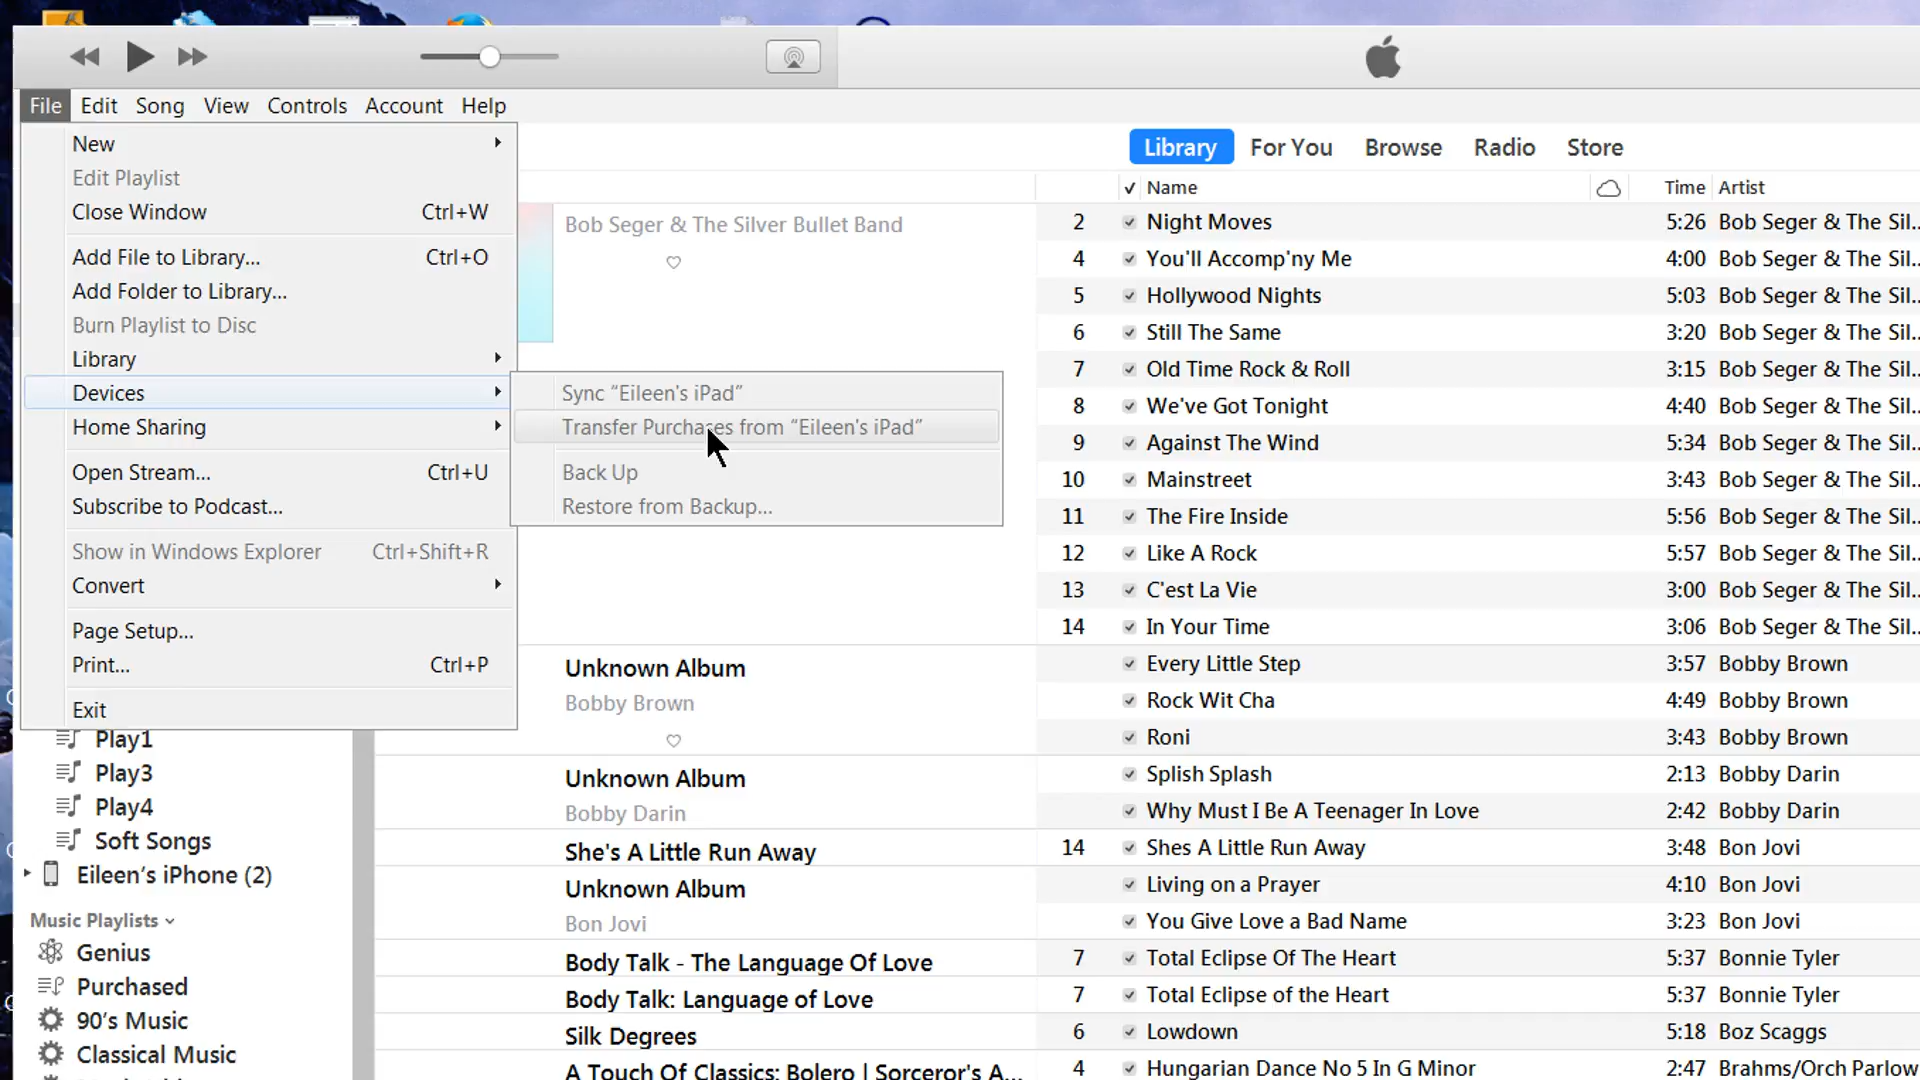 File Edit Song View Controls Account Help
New
Edit Playlist
Close Window Ctrl+W
Add File to Library... Ctrl+O
Add Folder to Library...
Burn Playlist to Disc
Library
Devices
Home Sharing
Open Stream... Ctrl+U
Subscribe to Podcast...
Show in Windows Explorer Ctrl+Shift+R
Convert
Page Setup...
Print... Ctrl+P
Exit
Sync “Eileen's iPad”
Transfer Purchases from “Eileen's iPad”
Back Up
Restore from Backup...
Play1
Play3
Play4
Soft Songs
Eileen’s iPhone (2)
Music Playlists
Genius
Purchased
90’s Music
Classical Music
Library For You Browse Radio Store
Bob Seger & The Silver Bullet Band
Unknown Album
Bobby Brown
Unknown Album
Bobby Darin
She's A Little Run Away
Unknown Album
Bon Jovi
Body Talk - The Language Of Love
Body Talk: Language of Love
Silk Degrees
A Touch Of Classics: Bolero | Sorcerer's A...
Name Time Artist
2 Night Moves 5:26 Bob Seger & The Sil...
4 You'll Accomp'ny Me 4:00 Bob Seger & The Sil...
5 Hollywood Nights 5:03 Bob Seger & The Sil...
6 Still The Same 3:20 Bob Seger & The Sil...
7 Old Time Rock & Roll 3:15 Bob Seger & The Sil...
8 We've Got Tonight 4:40 Bob Seger & The Sil...
9 Against The Wind 5:34 Bob Seger & The Sil...
10 Mainstreet 3:43 Bob Seger & The Sil...
11 The Fire Inside 5:56 Bob Seger & The Sil...
12 Like A Rock 5:57 Bob Seger & The Sil...
13 C'est La Vie 3:00 Bob Seger & The Sil...
14 In Your Time 3:06 Bob Seger & The Sil...
Every Little Step 3:57 Bobby Brown
Rock Wit Cha 4:49 Bobby Brown
Roni 3:43 Bobby Brown
Splish Splash 2:13 Bobby Darin
Why Must I Be A Teenager In Love 2:42 Bobby Darin
14 Shes A Little Run Away 3:48 Bon Jovi
Living on a Prayer 4:10 Bon Jovi
You Give Love a Bad Name 3:23 Bon Jovi
7 Total Eclipse Of The Heart 5:37 Bonnie Tyler
7 Total Eclipse of the Heart 5:37 Bonnie Tyler
6 Lowdown 5:18 Boz Scaggs
4 Hungarian Dance No 5 In G Minor 2:47 Brahms/Orch Parlow